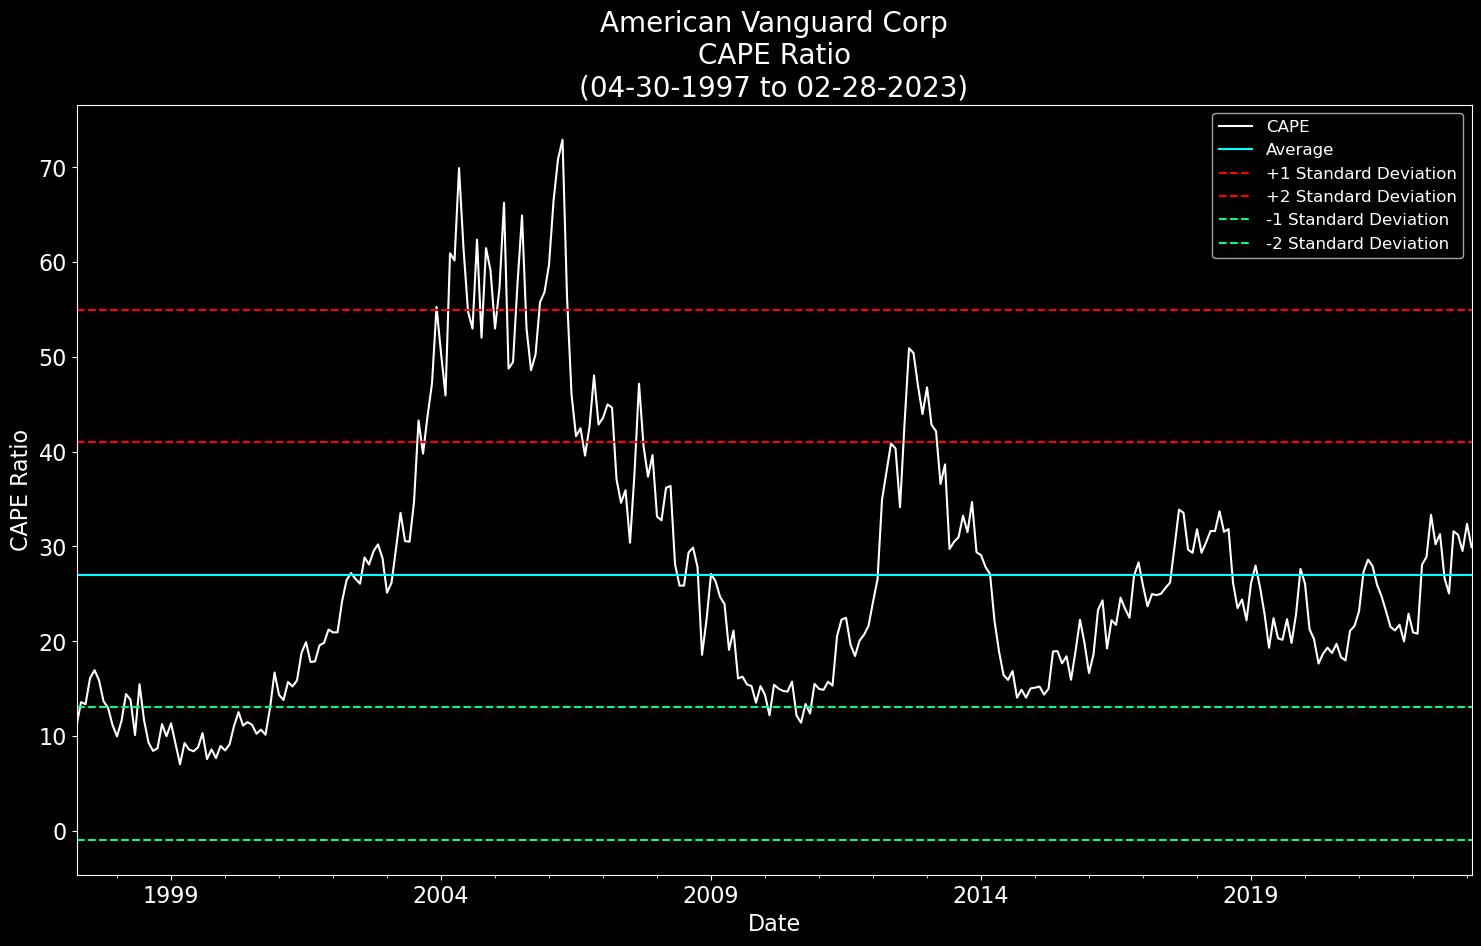 American Vanguard Corp
CAPE Ratio
(04-30-1997 to 02-28-2023)
CAPE
Average
+1 Standard Deviation
+2 Standard Deviation
-1 Standard Deviation
-2 Standard Deviation
CAPE Ratio
70
60
50
40
30
20
10
0
1999 2004 2009 2014 2019
Date